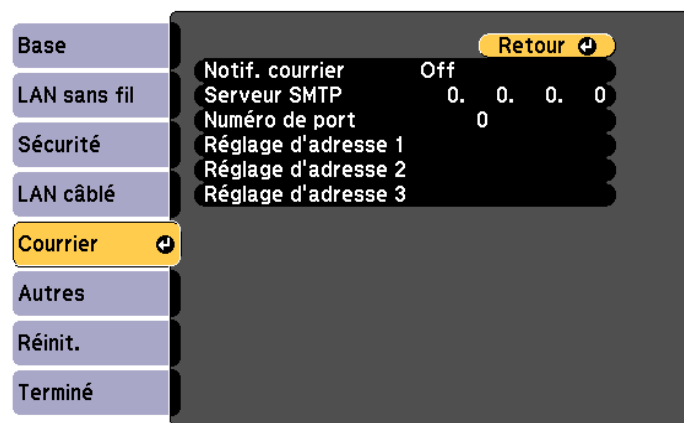 Base
LAN sans fil
Sécurité
LAN câblé
Courrier
Autres
Réinit.
Terminé
Retour
Notif. courrier Off
Serveur SMTP 0. 0. 0. 0
Numéro de port 0
Réglage d'adresse 1
Réglage d'adresse 2
Réglage d'adresse 3